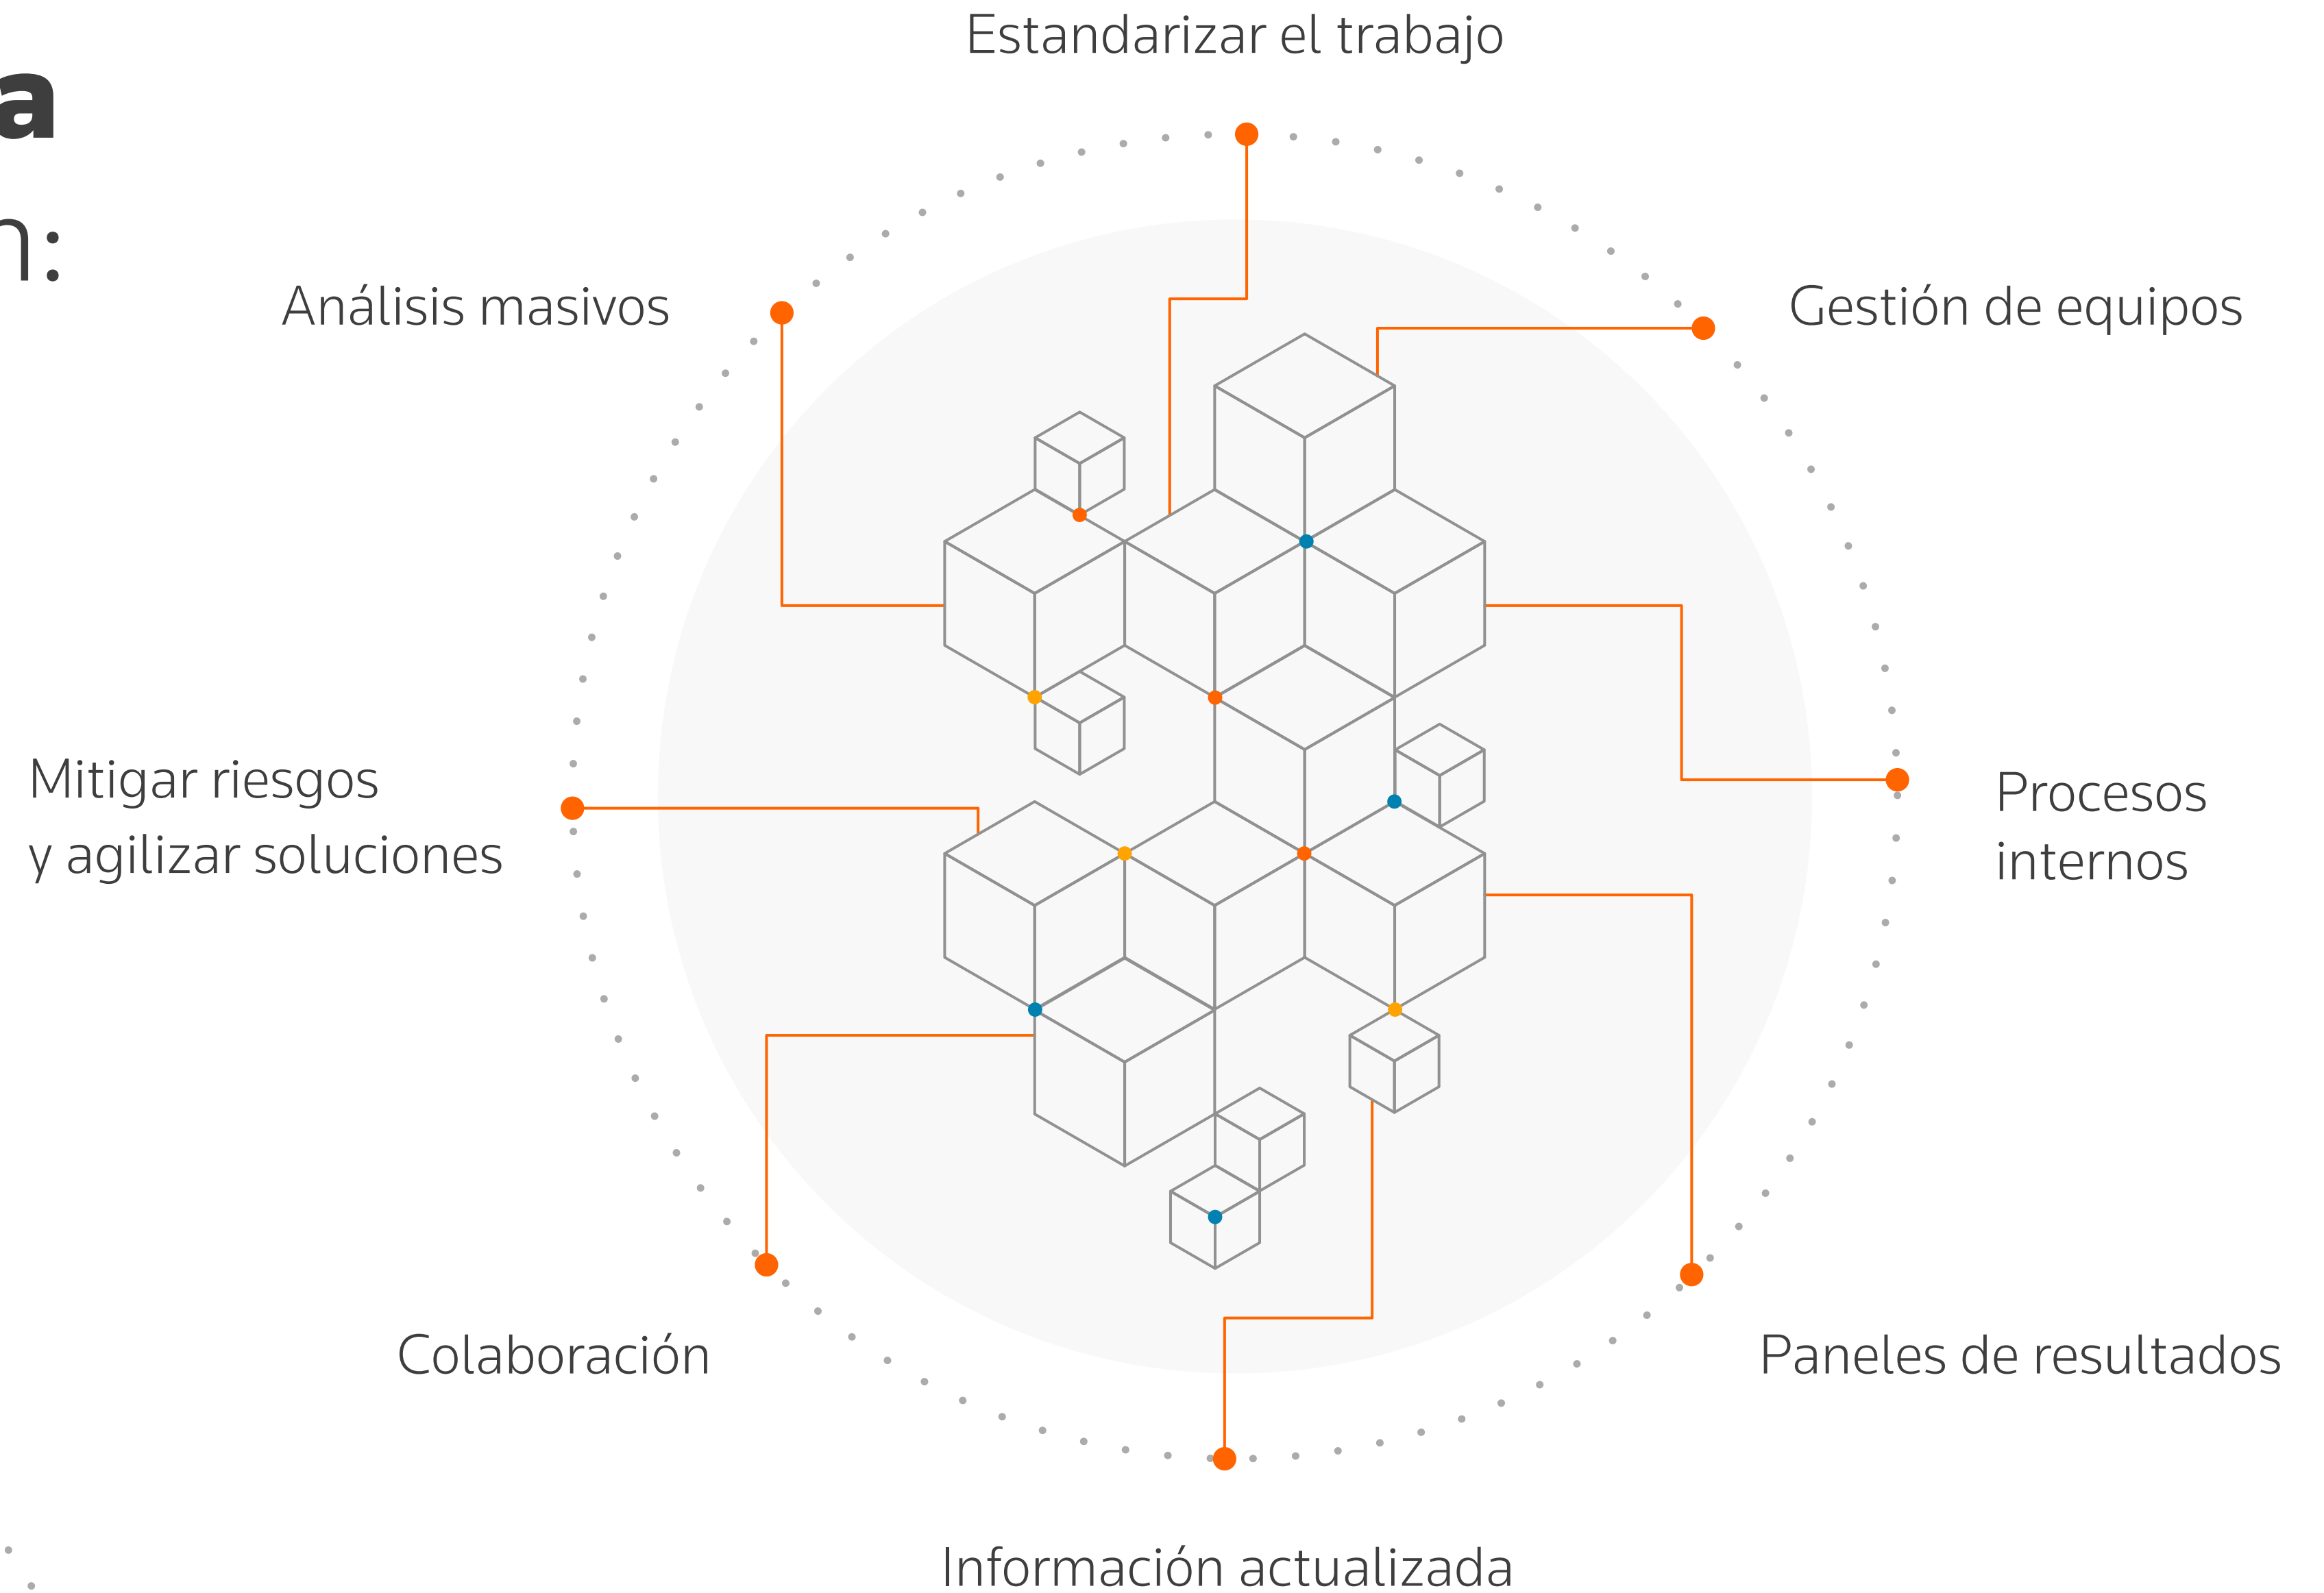 Estandarizar el trabajo
Análisis masivos
Gestión de equipos
Mitigar riesgos
y agilizar soluciones
Procesos
internos
Colaboración
Paneles de resultados
Información actualizada